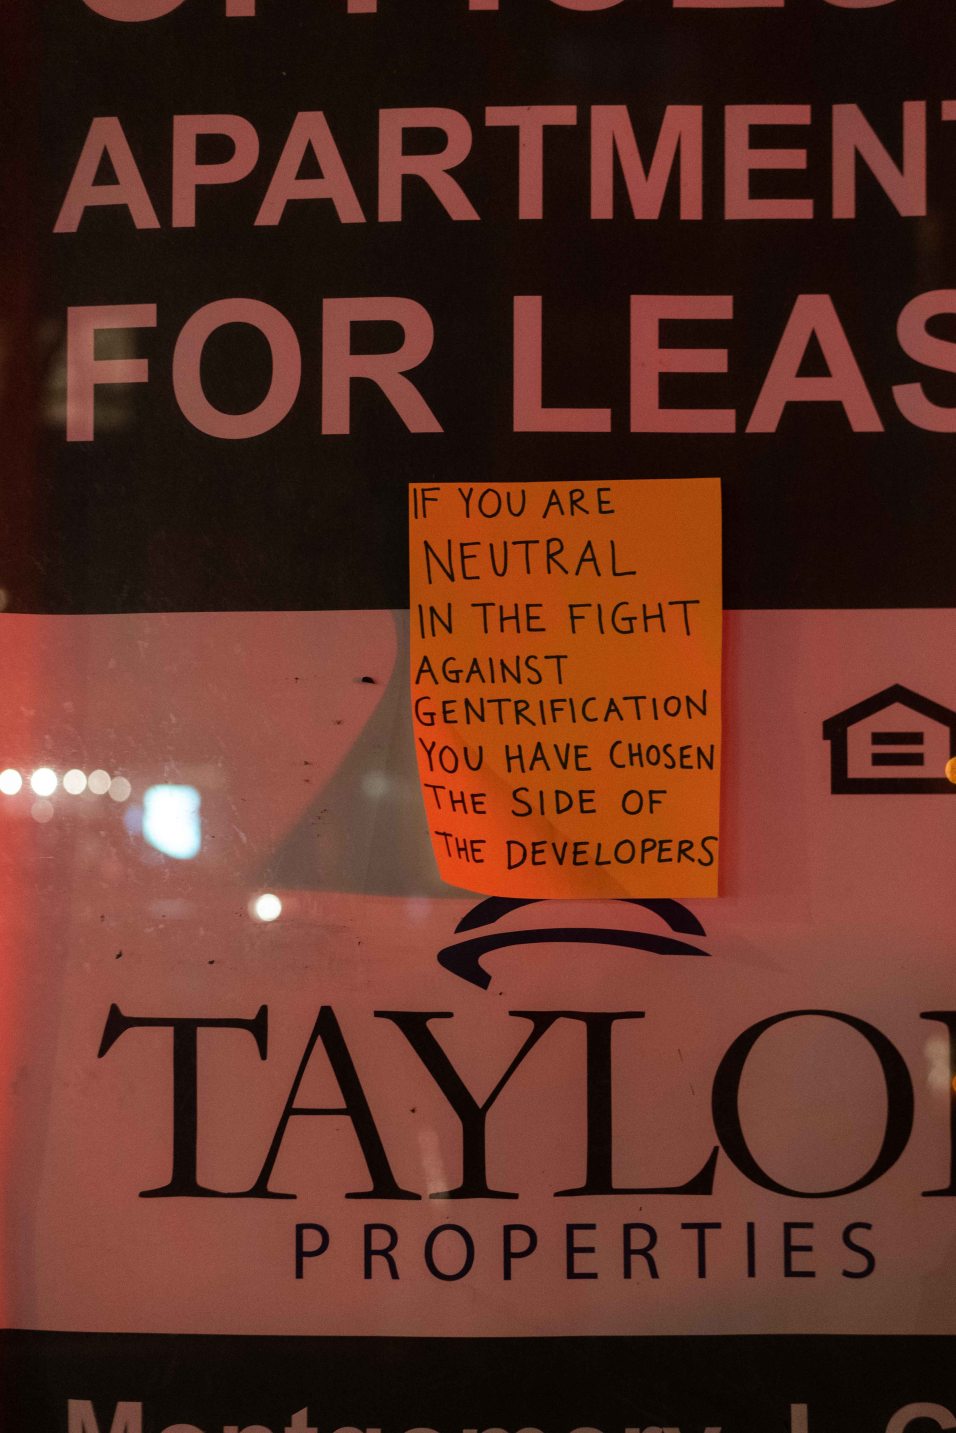 APARTMENT
FOR LEAS
IF YOU ARE
NEUTRAL
IN THE FIGHT
AGAINST
GENTRIFICATION
YOU HAVE CHOSEN
THE SIDE OF
THE DEVELOPERS
TAYLO
PROPERTIES
Montgomery J